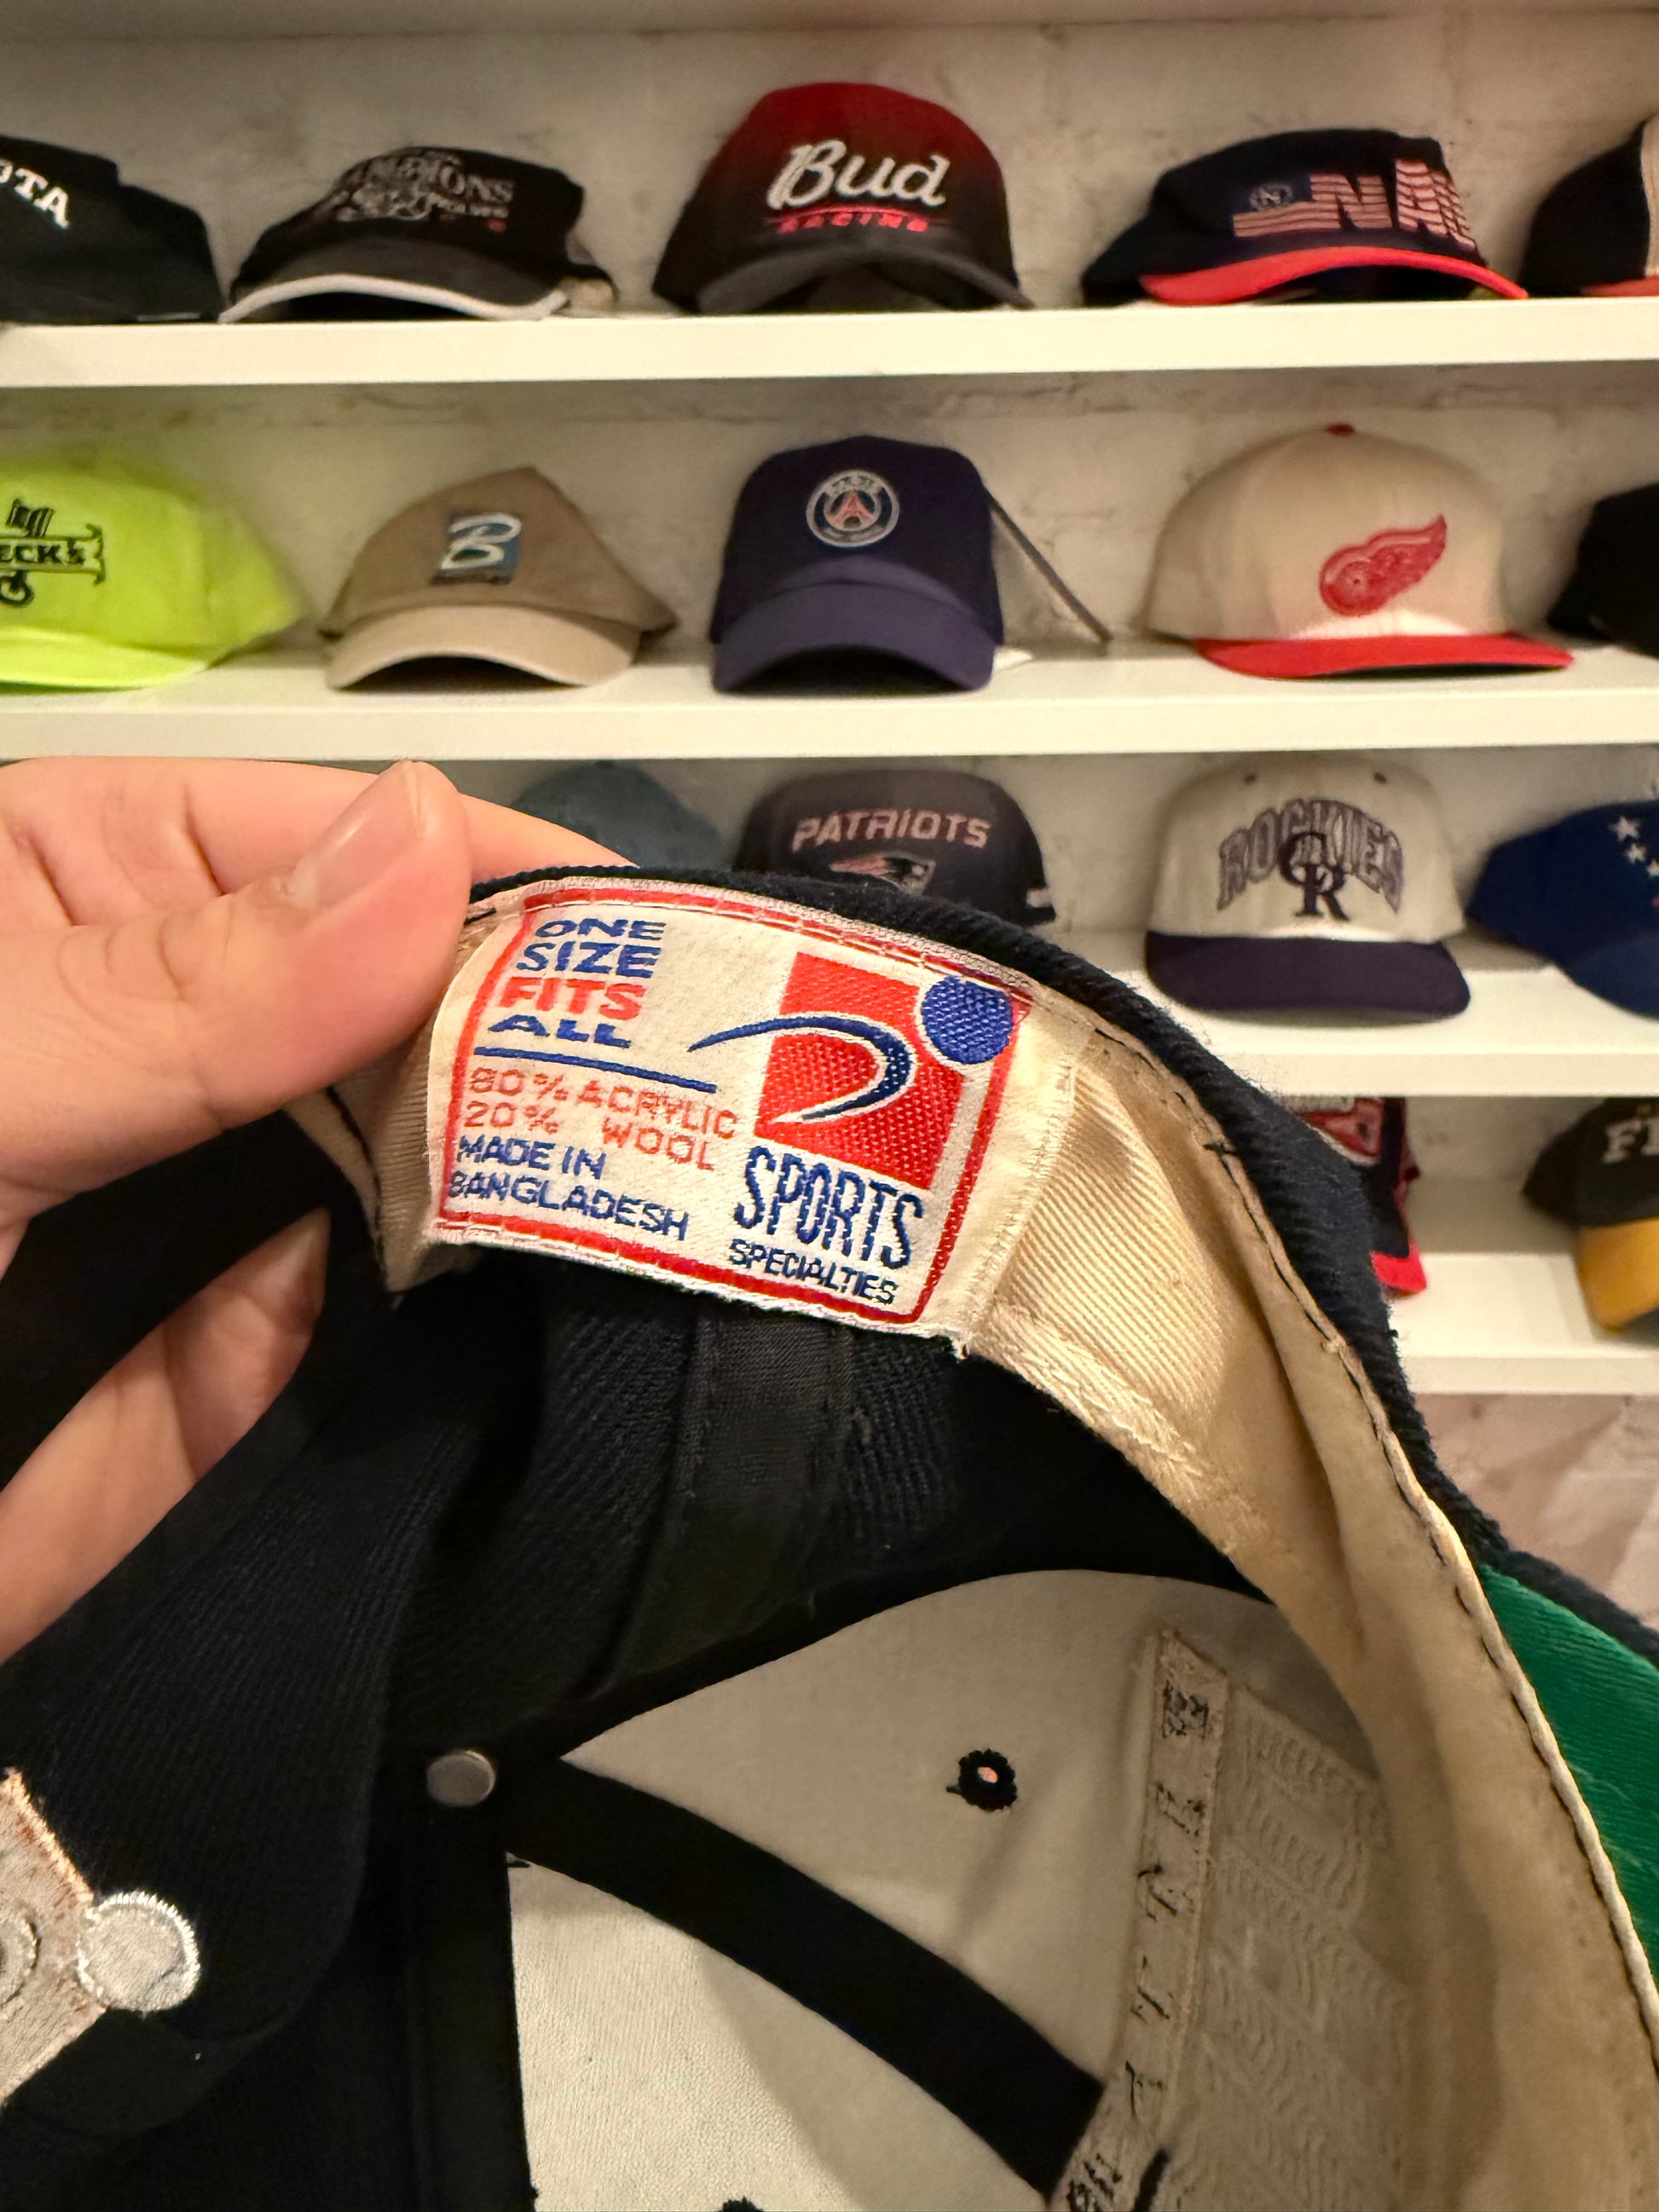 Bud
RACING
PATRIOTS
ROCKIES
CR
ONE
SIZE
FITS
ALL
80% ACRYLIC
20% WOOL
MADE IN
BANGLADESH
SPORTS
SPECIALTIES